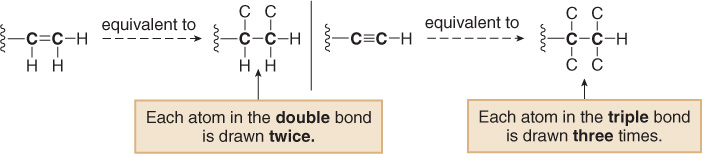 C C
equivalent to
C=C—H
H H
C—C—H
H H
C≡C—H
equivalent to
C C
C—C—H
C C
Each atom in the double bond
is drawn twice.
Each atom in the triple bond
is drawn three times.